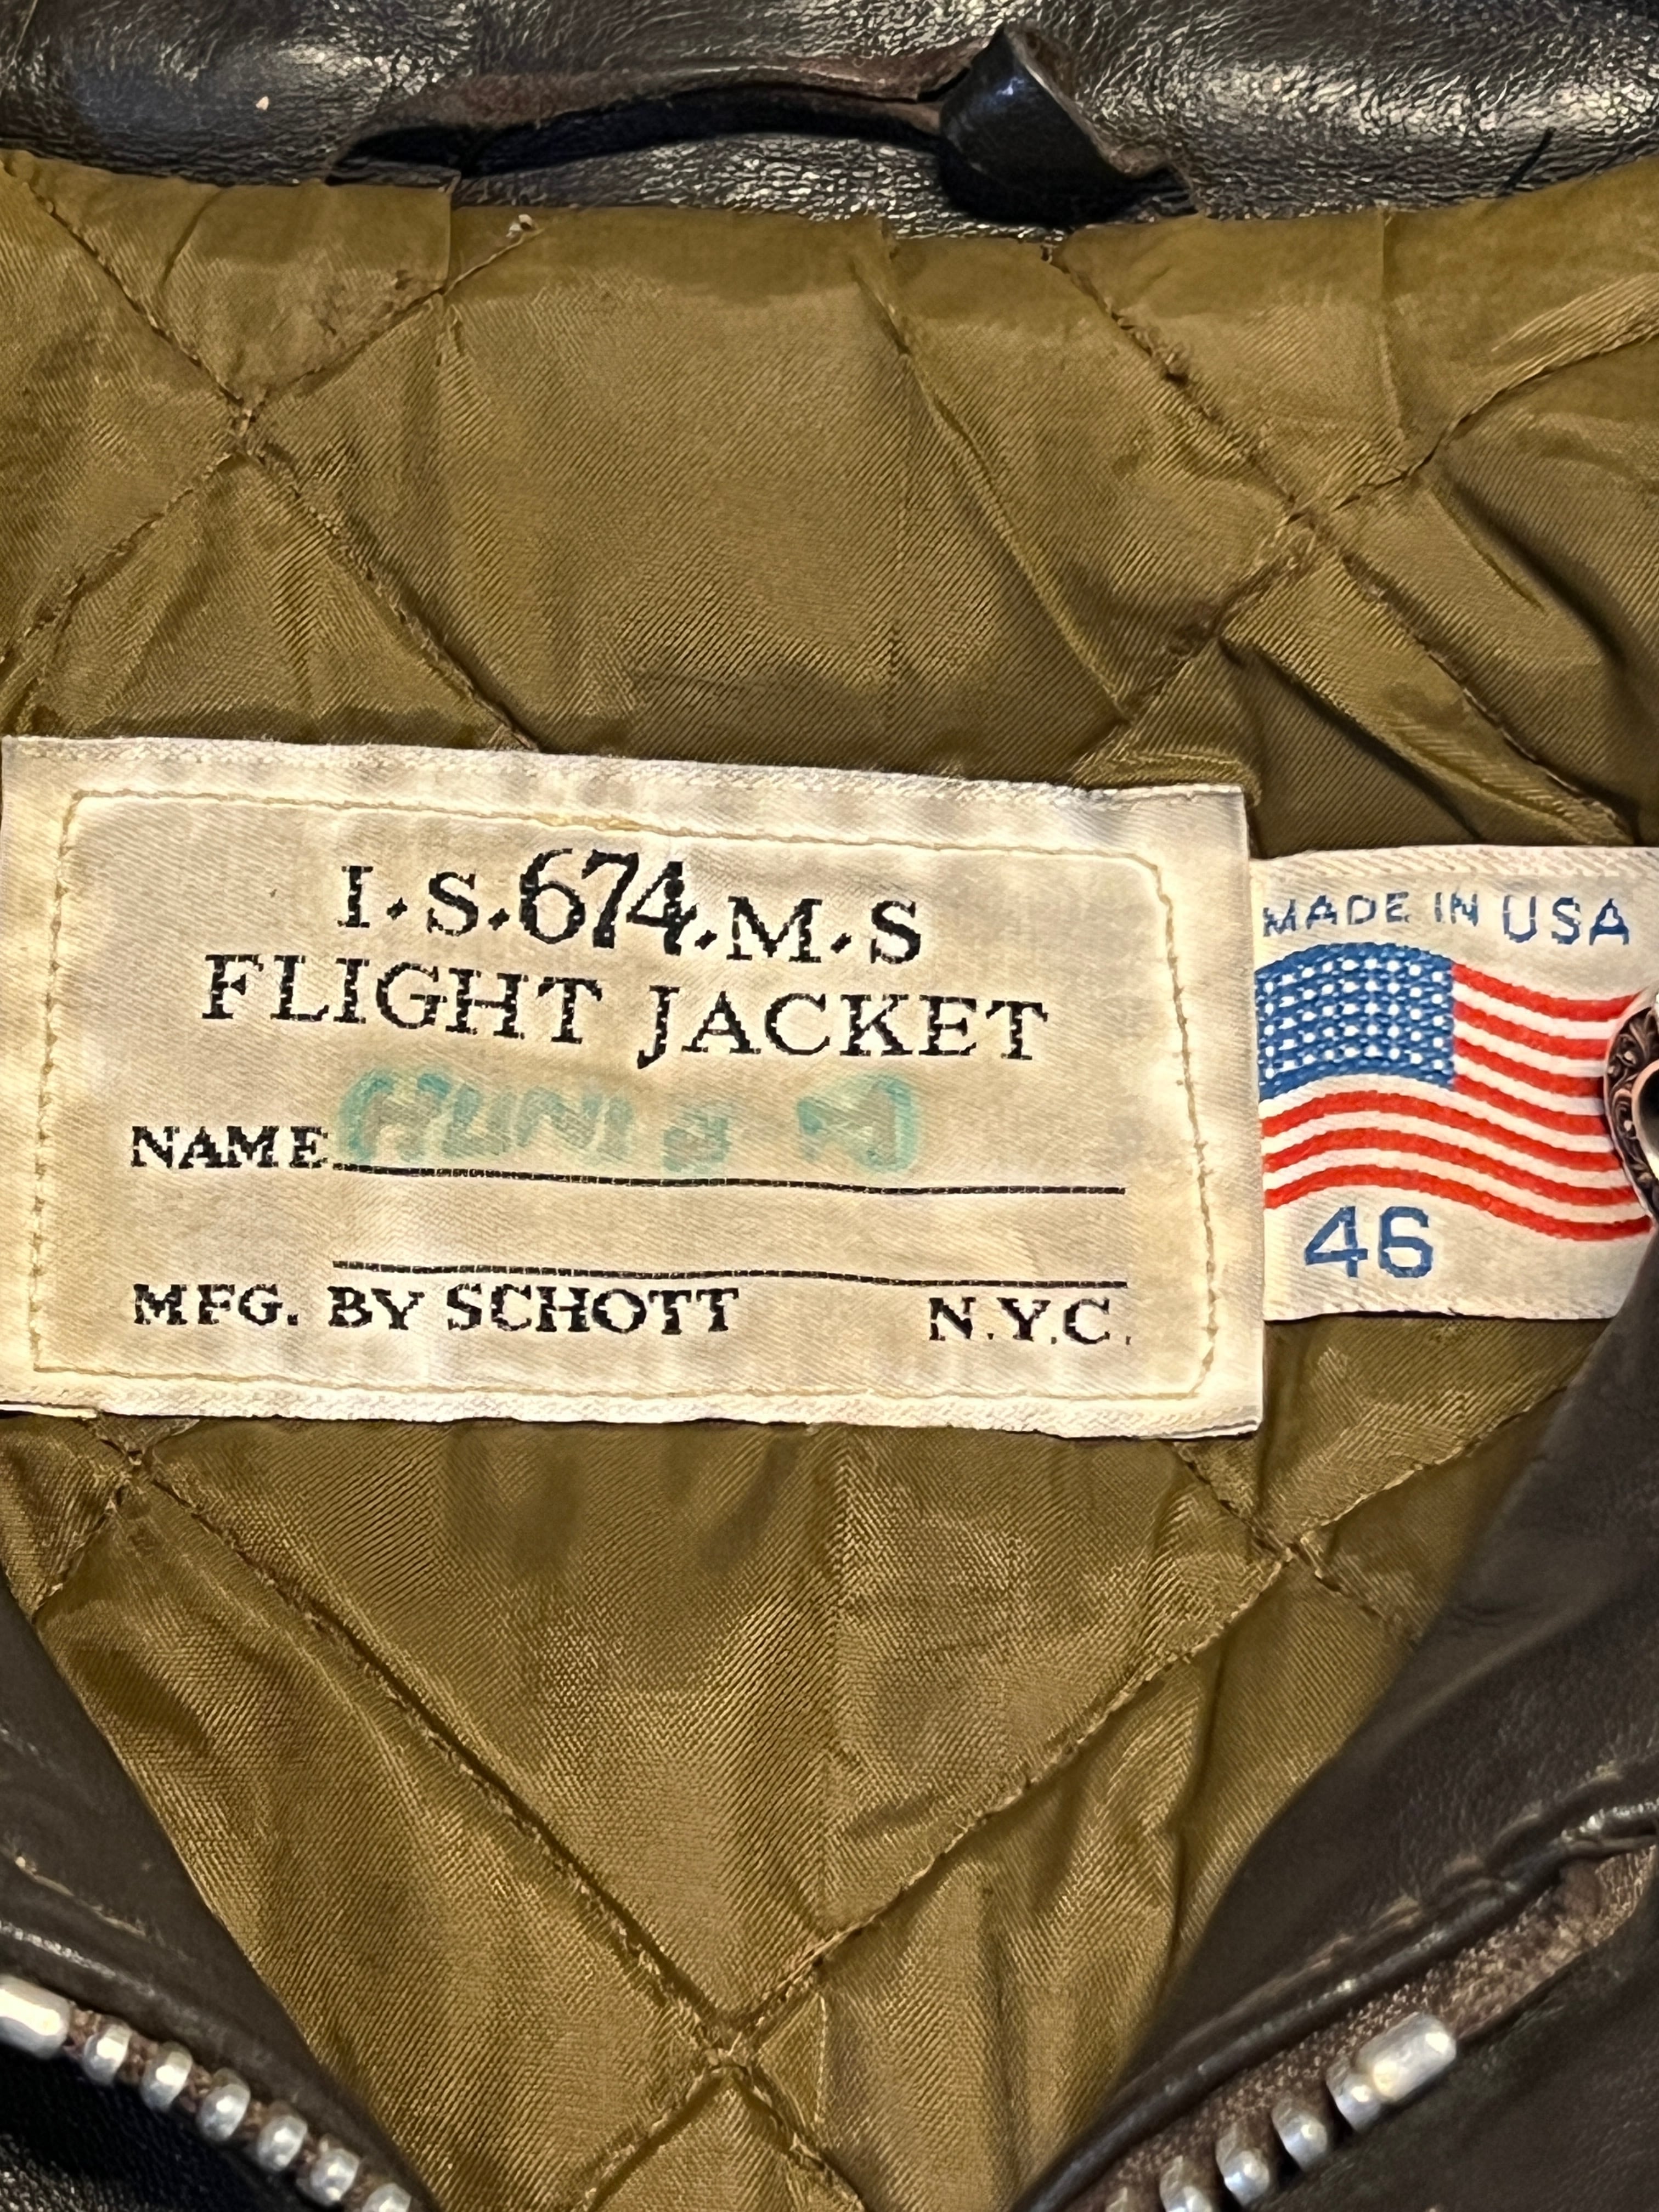 I.S.674.M.S
FLIGHT JACKET
NAME
MFG. BY SCHOTT N.Y.C.
MADE IN USA
46